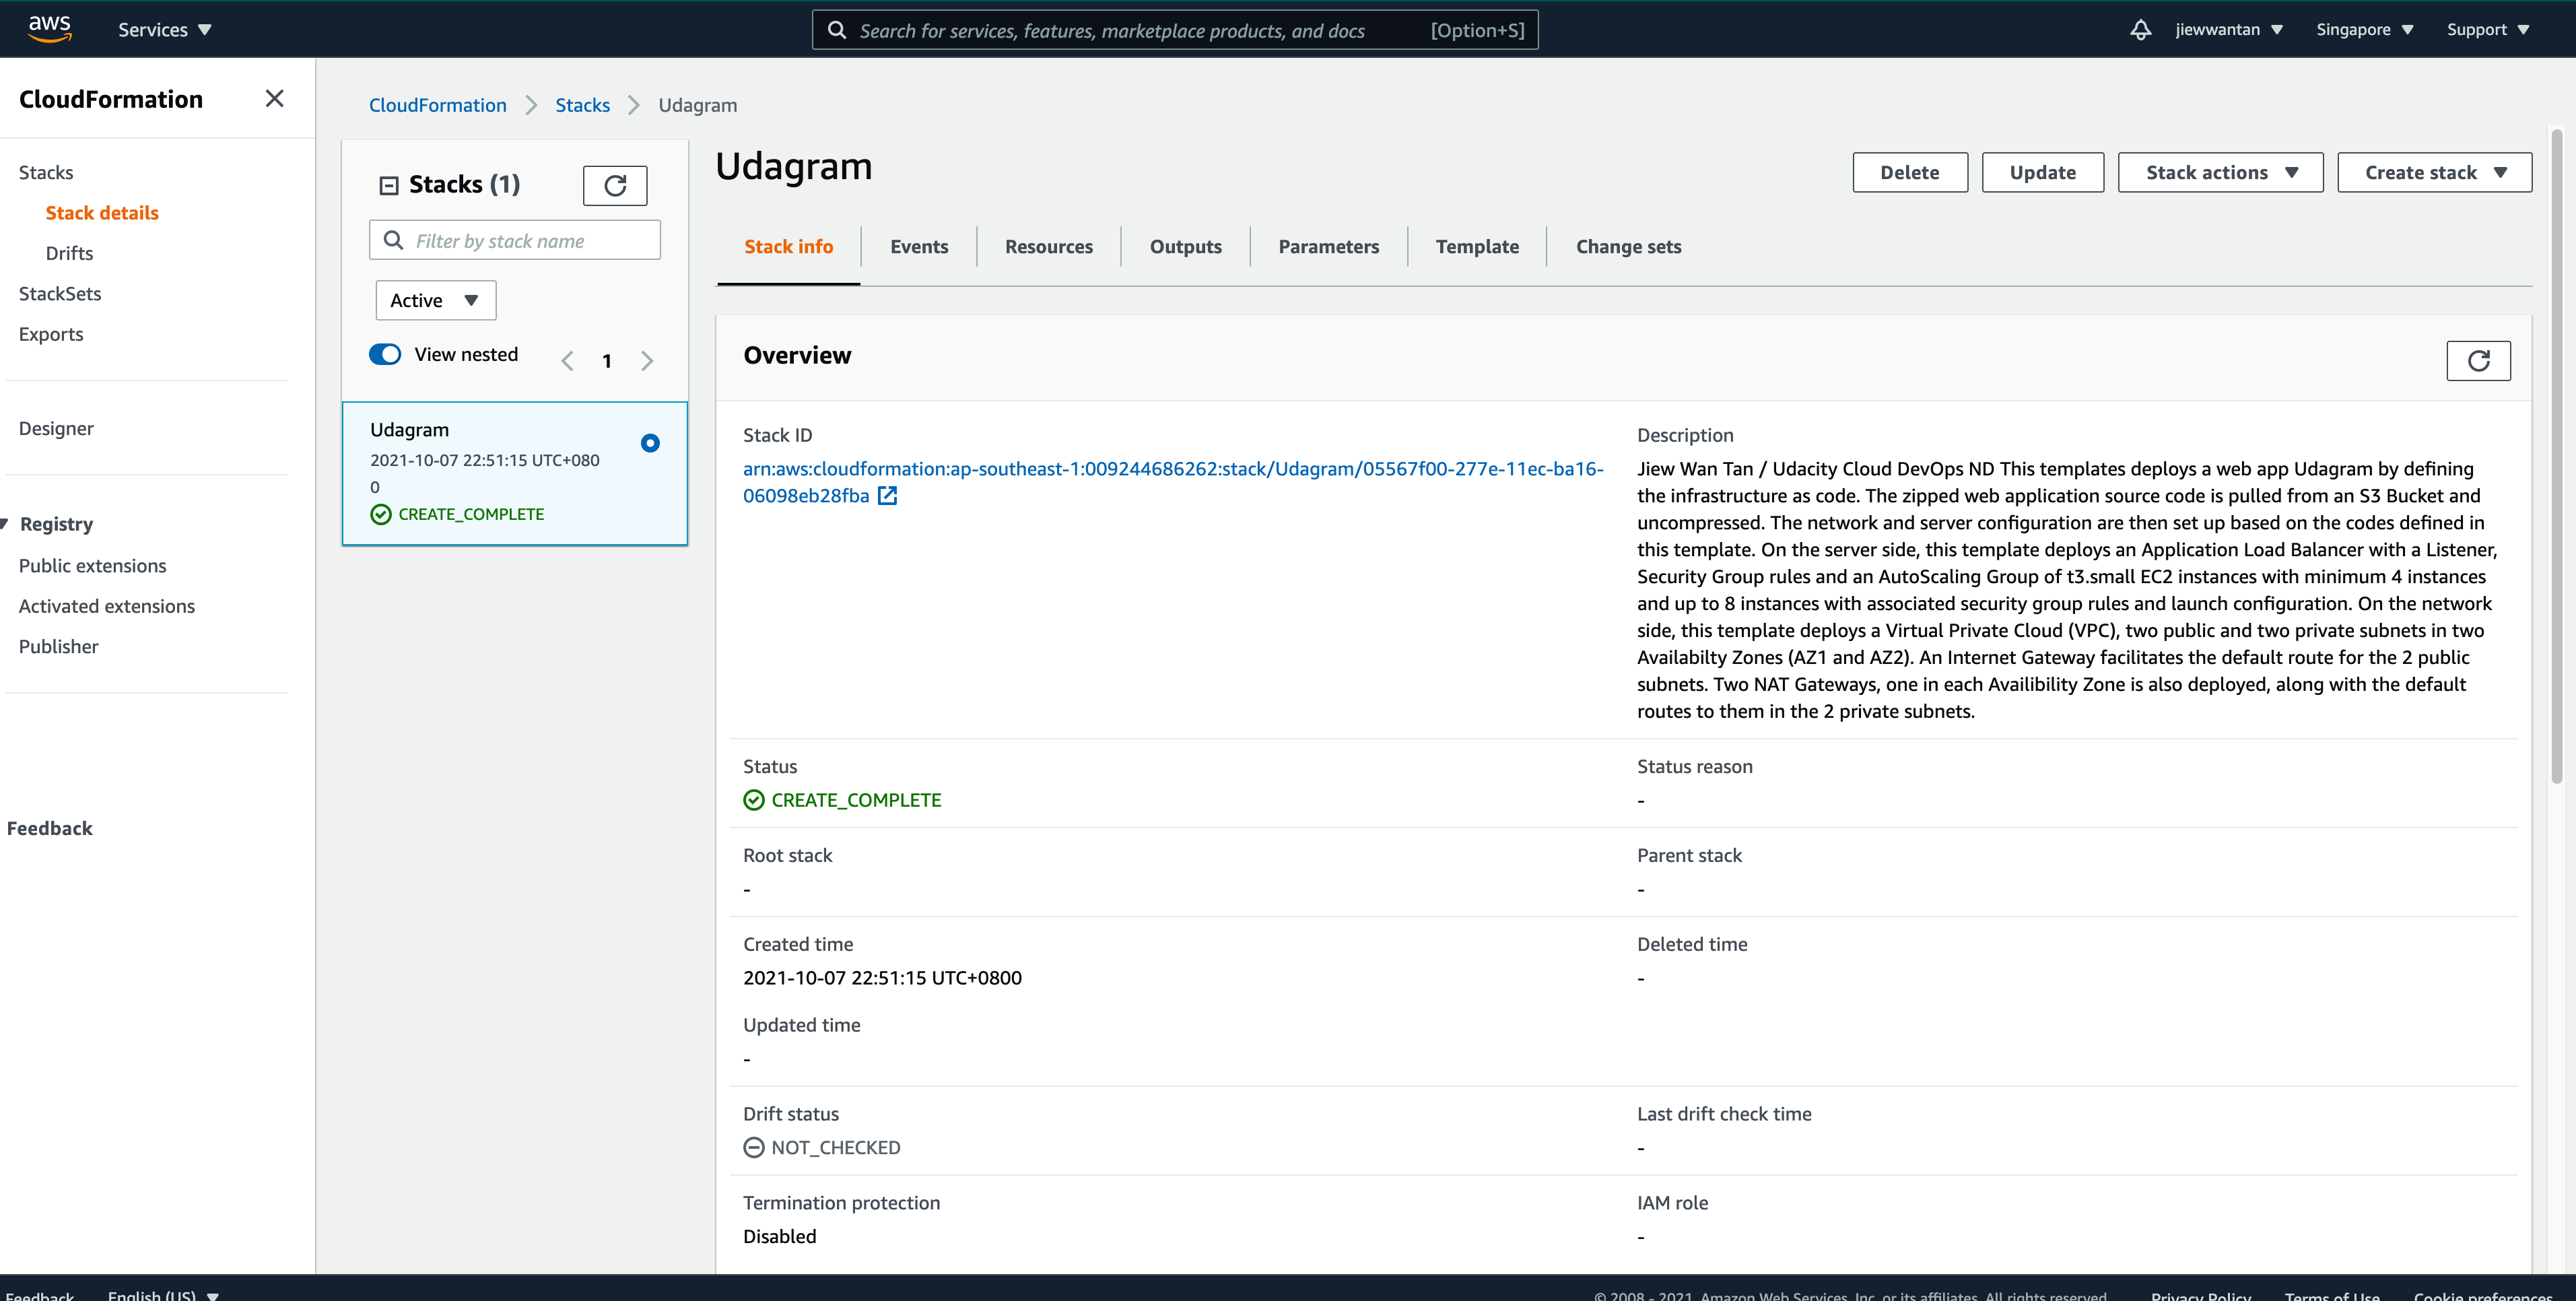 aws
Services
Search for services, features, marketplace products, and docs
[Option+S]
jiewwantan
Singapore
Support
CloudFormation
Stacks
Stack details
Drifts
StackSets
Exports
Designer
Registry
Public extensions
Activated extensions
Publisher
Feedback
CloudFormation
Stacks
Udagram
Stacks (1)
Filter by stack name
Active
View nested
1
Udagram
2021-10-07 22:51:15 UTC+080
0
CREATE_COMPLETE
Udagram
Delete
Update
Stack actions
Create stack
Stack info
Events
Resources
Outputs
Parameters
Template
Change sets
Overview
Stack ID
arn:aws:cloudformation:ap-southeast-1:009244686262:stack/Udagram/05567f00-277e-11ec-ba16-
06098eb28fba
Description
Jiew Wan Tan / Udacity Cloud DevOps ND This templates deploys a web app Udagram by defining
the infrastructure as code. The zipped web application source code is pulled from an S3 Bucket and
uncompressed. The network and server configuration are then set up based on the codes defined in
this template. On the server side, this template deploys an Application Load Balancer with a Listener,
Security Group rules and an AutoScaling Group of t3.small EC2 instances with minimum 4 instances
and up to 8 instances with associated security group rules and launch configuration. On the network
side, this template deploys a Virtual Private Cloud (VPC), two public and two private subnets in two
Availabilty Zones (AZ1 and AZ2). An Internet Gateway facilitates the default route for the 2 public
subnets. Two NAT Gateways, one in each Availibility Zone is also deployed, along with the default
routes to them in the 2 private subnets.
Status
CREATE_COMPLETE
Status reason
-
Root stack
-
Parent stack
-
Created time
2021-10-07 22:51:15 UTC+0800
Deleted time
-
Updated time
-
Drift status
NOT_CHECKED
Last drift check time
-
Termination protection
Disabled
IAM role
-
Feedback
English (US)
© 2008 - 2021, Amazon Web Services, Inc. or its affiliates. All rights reserved.
Privacy Policy
Terms of Use
Cookie preferences